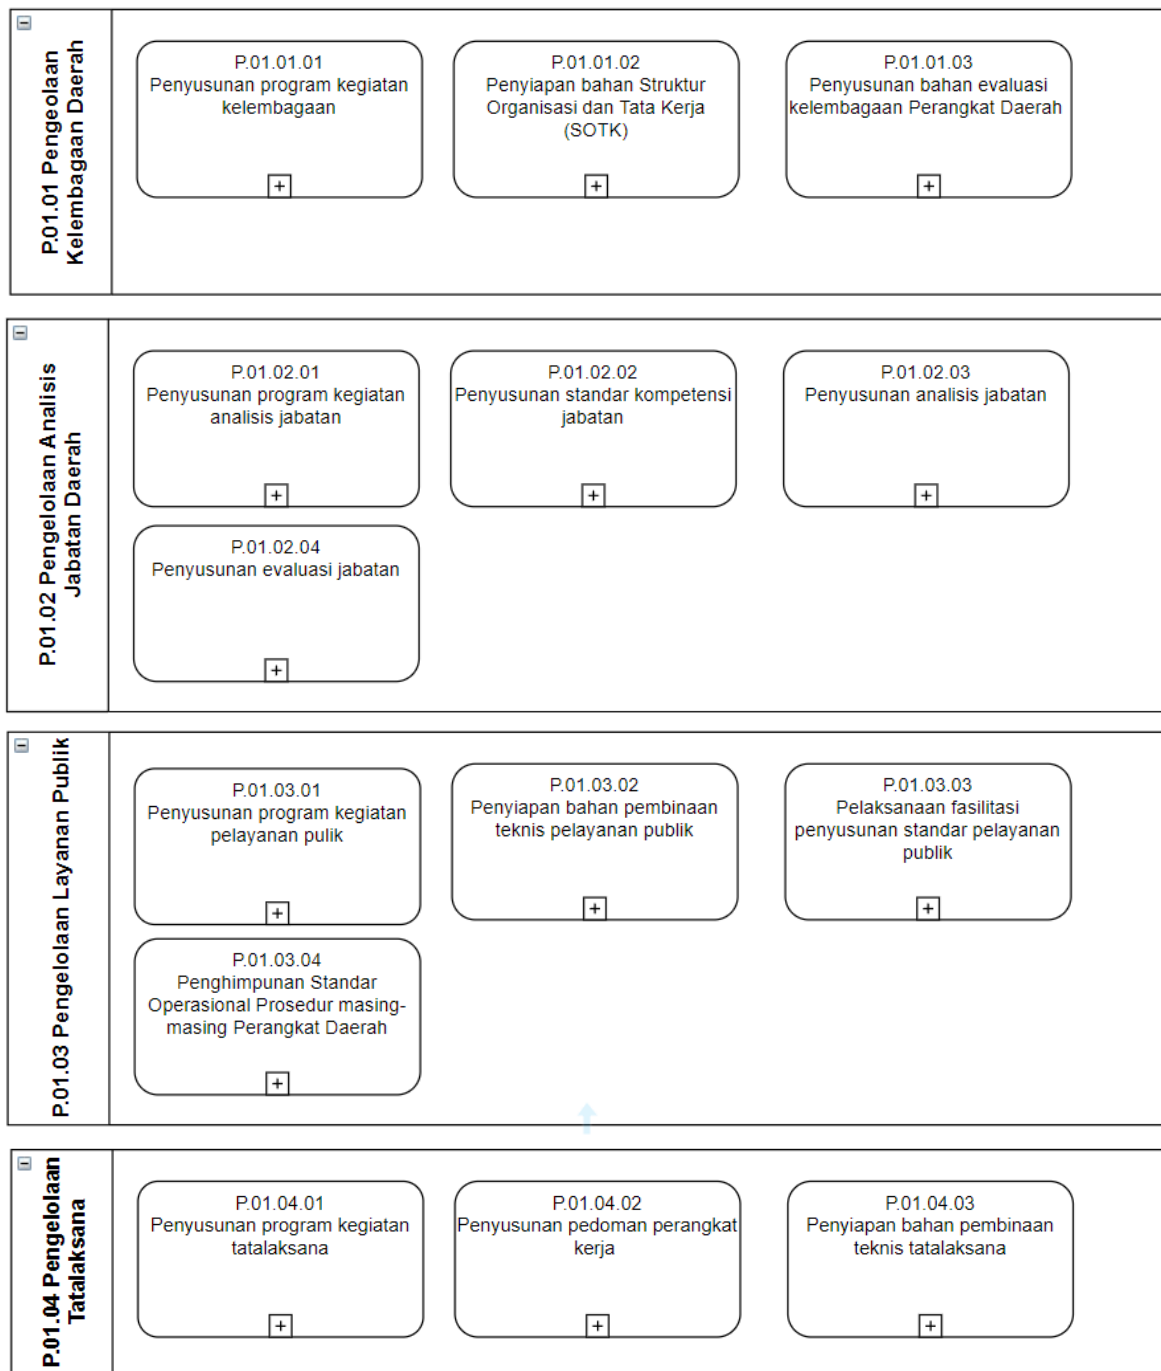 P.01.01 Pengeolaan
Kelembagaan Daerah
P.01.01.01
Penyusunan program kegiatan
kelembagaan
P.01.01.02
Penyiapan bahan Struktur
Organisasi dan Tata Kerja
(SOTK)
P.01.01.03
Penyusunan bahan evaluasi
kelembagaan Perangkat Daerah
P.01.02 Pengelolaan Analisis
Jabatan Daerah
P.01.02.01
Penyusunan program kegiatan
analisis jabatan
P.01.02.02
Penyusunan standar kompetensi
jabatan
P.01.02.03
Penyusunan analisis jabatan
P.01.02.04
Penyusunan evaluasi jabatan
P.01.03 Pengelolaan Layanan Publik
P.01.03.01
Penyusunan program kegiatan
pelayanan pulik
P.01.03.02
Penyiapan bahan pembinaan
teknis pelayanan publik
P.01.03.03
Pelaksanaan fasilitasi
penyusunan standar pelayanan
publik
P.01.03.04
Penghimpunan Standar
Operasional Prosedur masing-
masing Perangkat Daerah
P.01.04 Pengelolaan
Tatalaksana
P.01.04.01
Penyusunan program kegiatan
tatalaksana
P.01.04.02
Penyusunan pedoman perangkat
kerja
P.01.04.03
Penyiapan bahan pembinaan
teknis tatalaksana